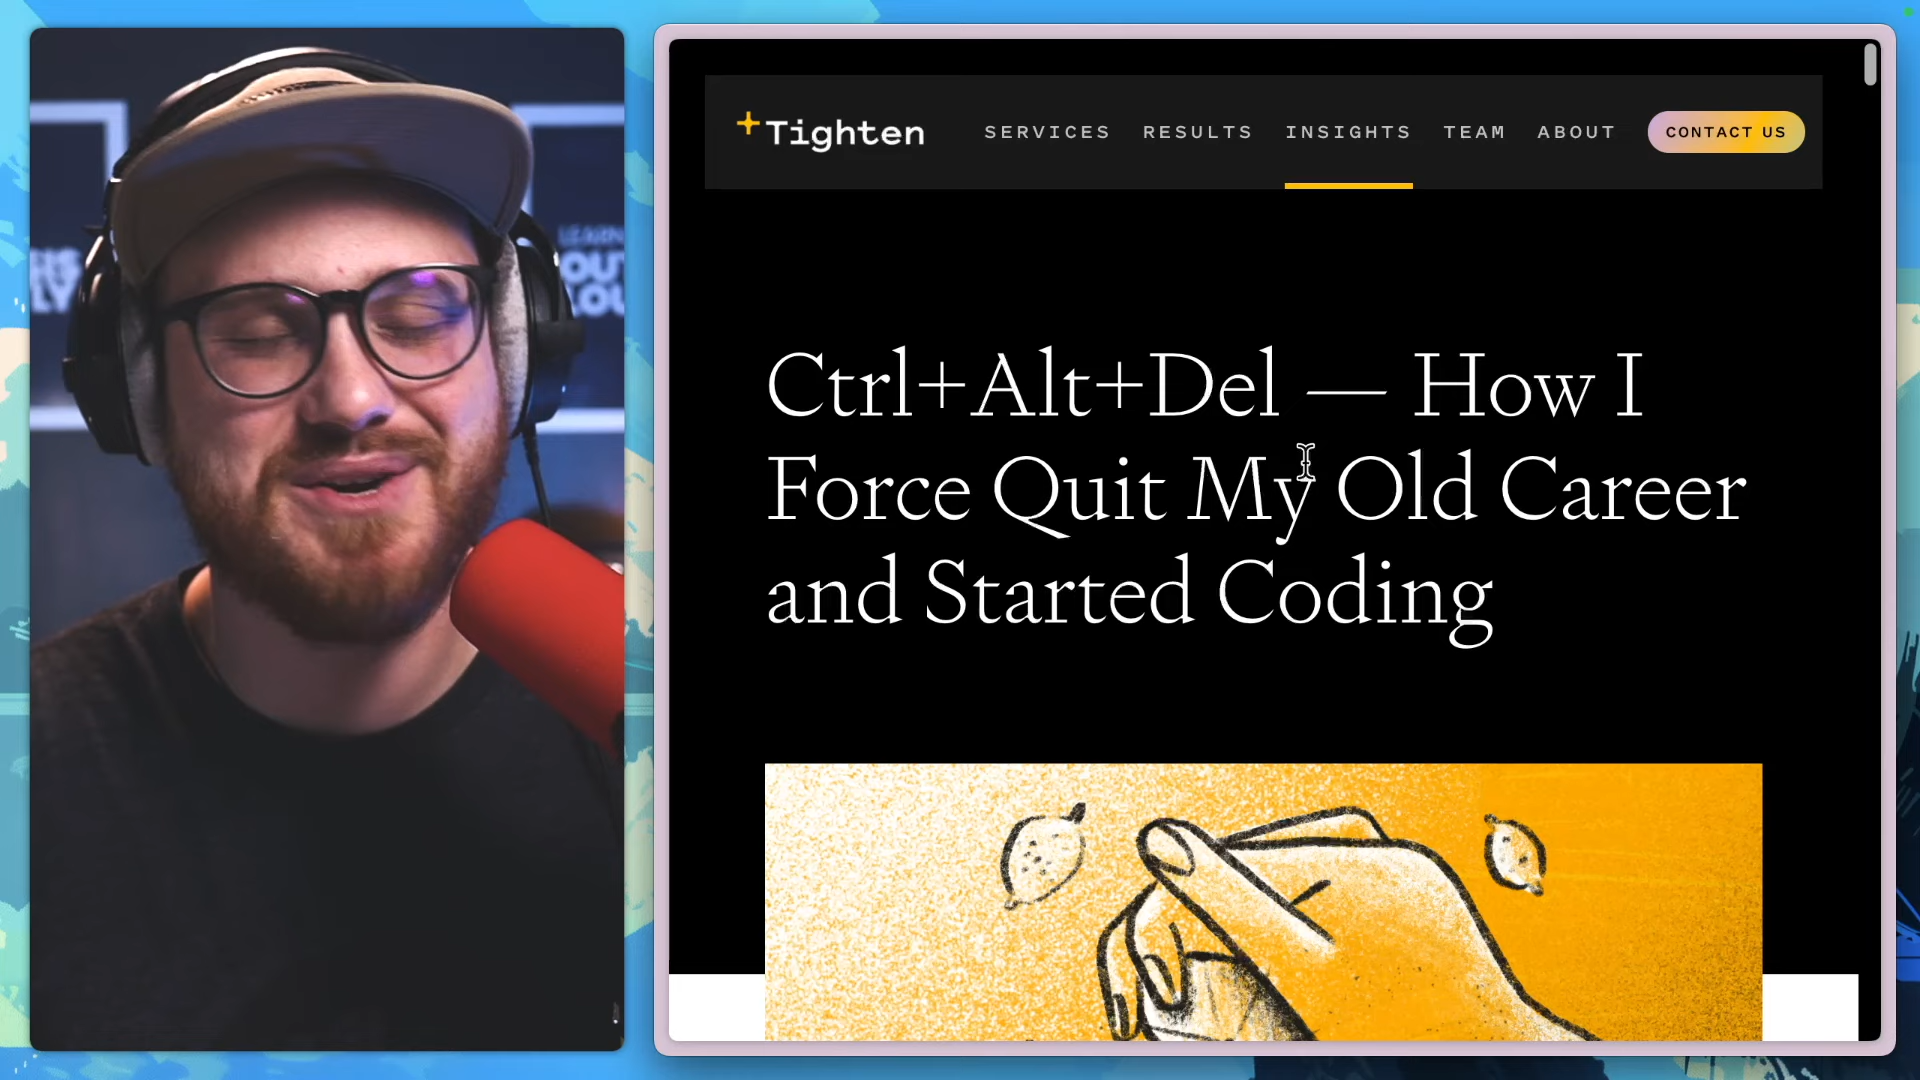 Tighten
SERVICES RESULTS INSIGHTS TEAM ABOUT CONTACT US
Ctrl+Alt+Del — How I
Force Quit My Old Career
and Started Coding